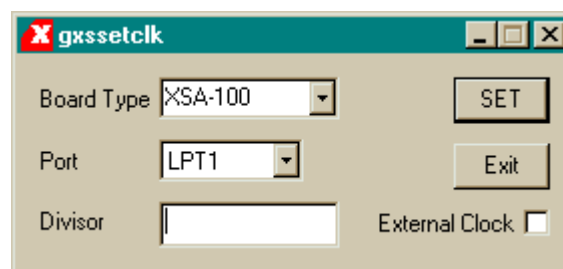 gxssetclk
Board Type XSA-100 SET
Port LPT1 Exit
Divisor External Clock